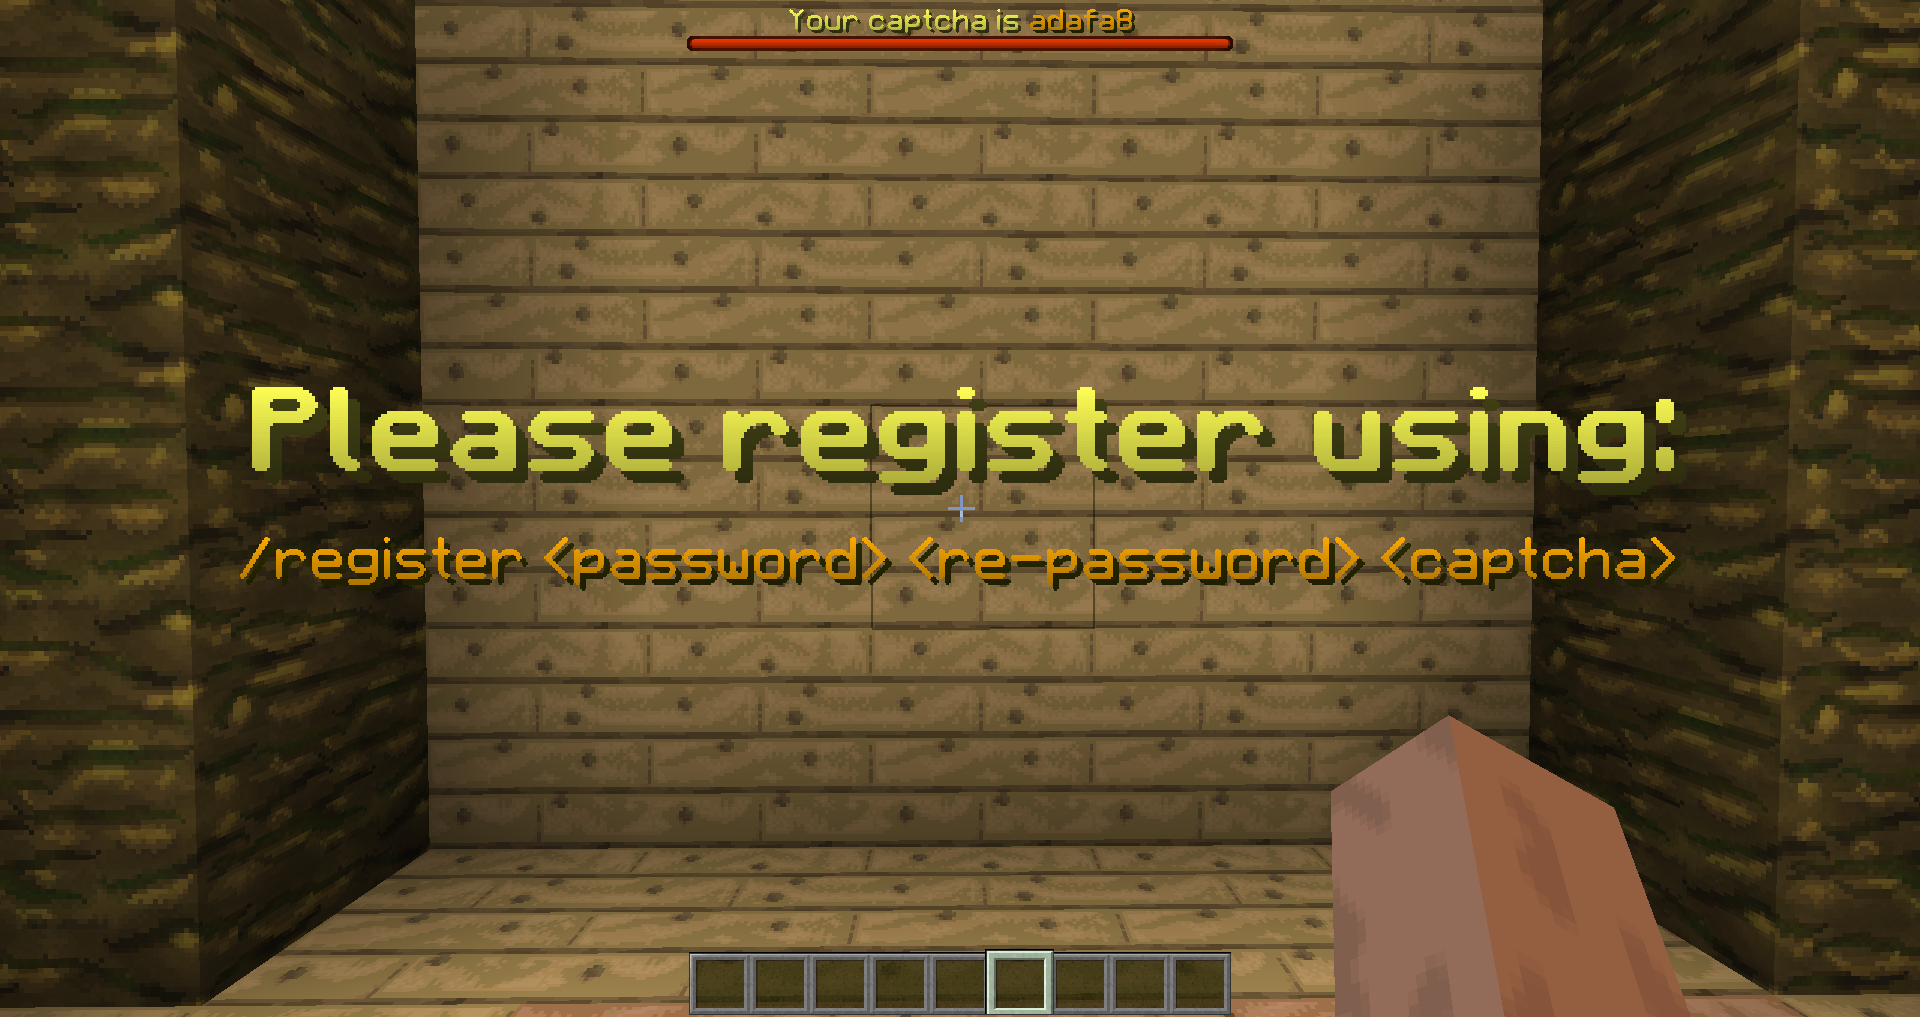 Your captcha is adafa8
Please register using:
/register <password> <re-password> <captcha>